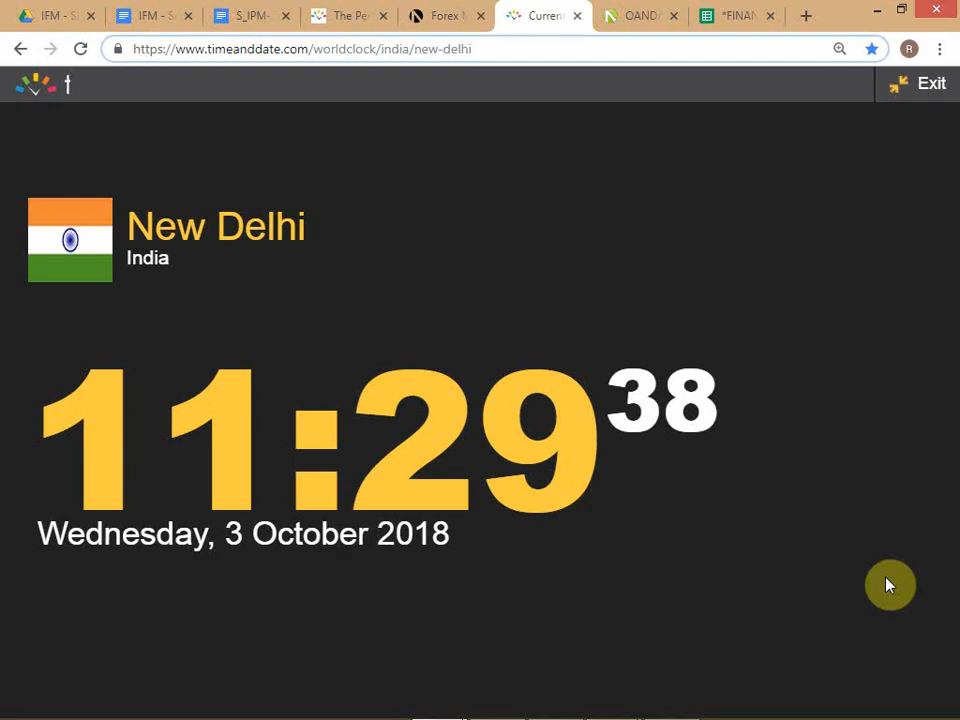 IFM - S
IFM - S
S_IPM-
The Pe
Forex N
Current
OANDA
*FINAN
https://www.timeanddate.com/worldclock/india/new-delhi
R
t
Exit
New Delhi
India
11:29 38
Wednesday, 3 October 2018